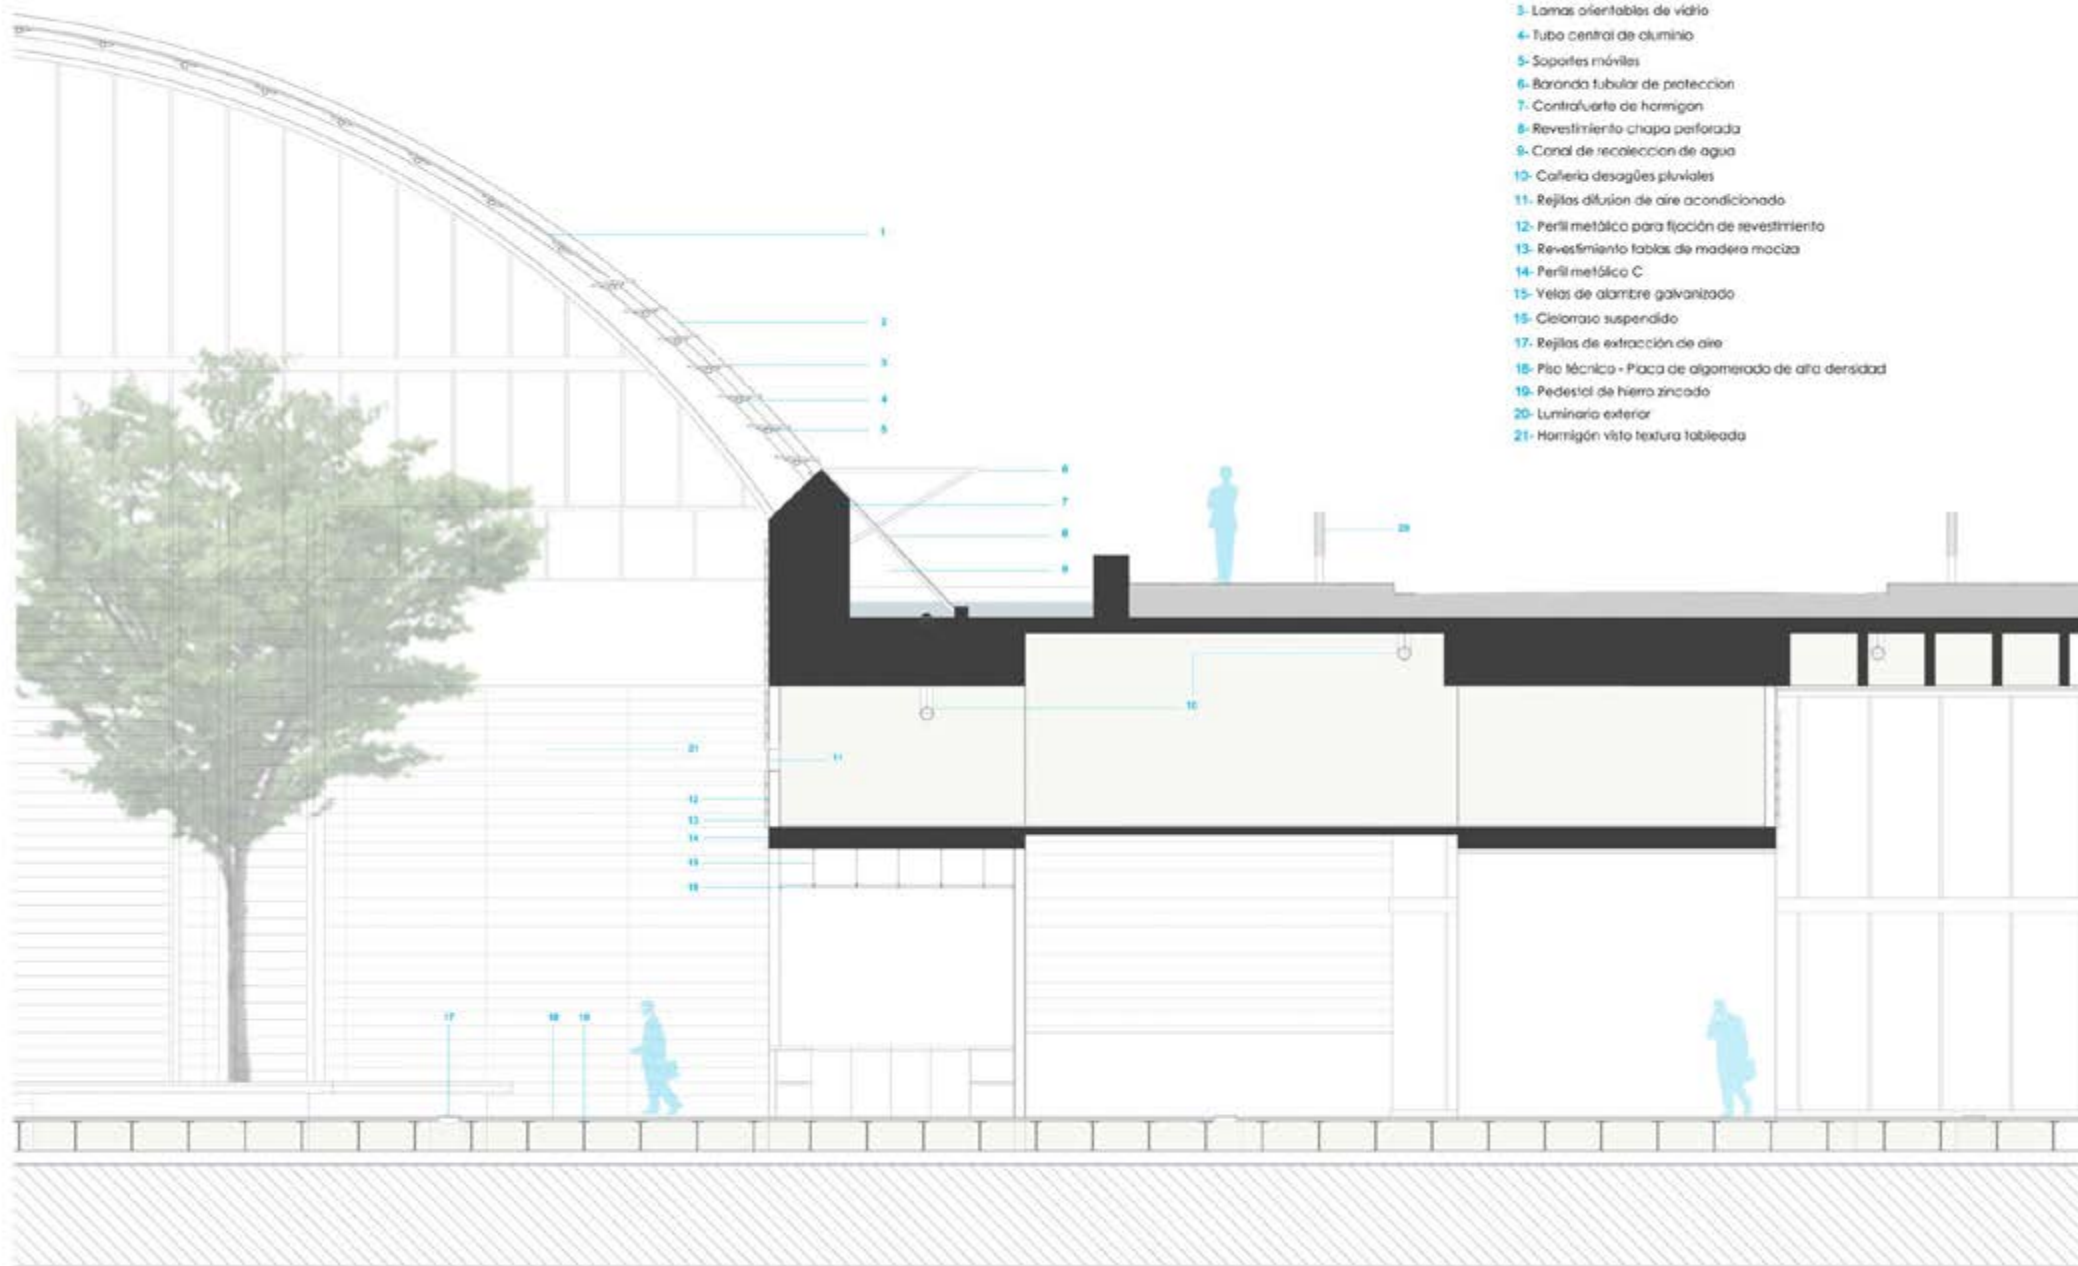 3- Lamas orientables de vidrio
4- Tubo central de aluminio
5- Soportes móviles
6- Baranda tubular de proteccion
7- Contrafuerte de hormigon
8- Revestimiento chapa perforada
9- Canal de recoleccion de agua
10- Cañeria desagües pluviales
11- Rejillas difusion de aire acondicionado
12- Perfil metálico para fijación de revestimiento
13- Revestimiento tablas de madera maciza
14- Perfil metálico C
15- Velas de alambre galvanizado
16- Cielorraso suspendido
17- Rejillas de extracción de aire
18- Piso técnico - Placa de algomerado de alta densidad
19- Pedestal de hierro zincado
20- Luminaria exterior
21- Hormigón visto textura tableada
1
2
3
4
5
6
7
8
9
20
10
21
11
12
13
14
15
16
17 18 19